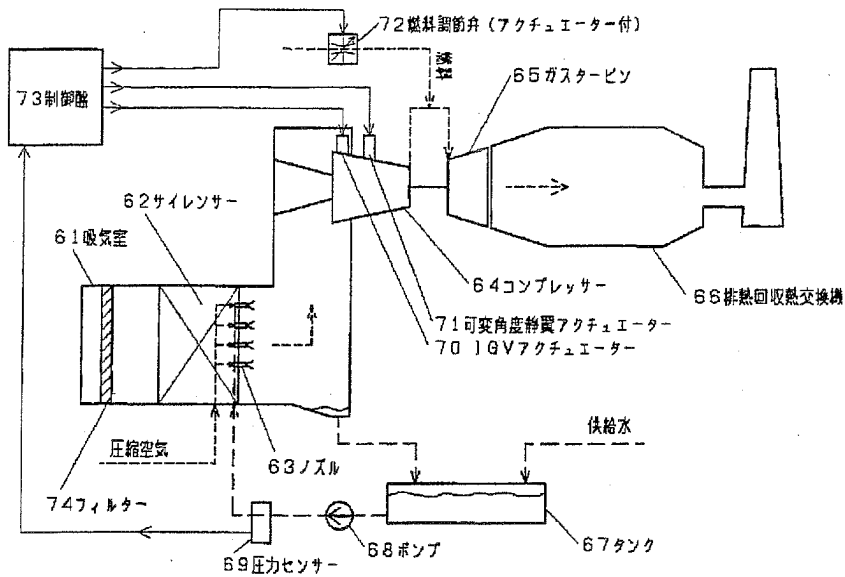 72燃料調節弁(アクチュエーター付)
73制御盤
燃料
65ガスタービン
62サイレンサー
61吸気室
64コンプレッサー
66排熱回収熱交換機
71可変角度静翼アクチュエーター
70 IGVアクチュエーター
圧縮空気
63ノズル
供給水
74フィルター
69圧力センサー
68ポンプ
67タンク